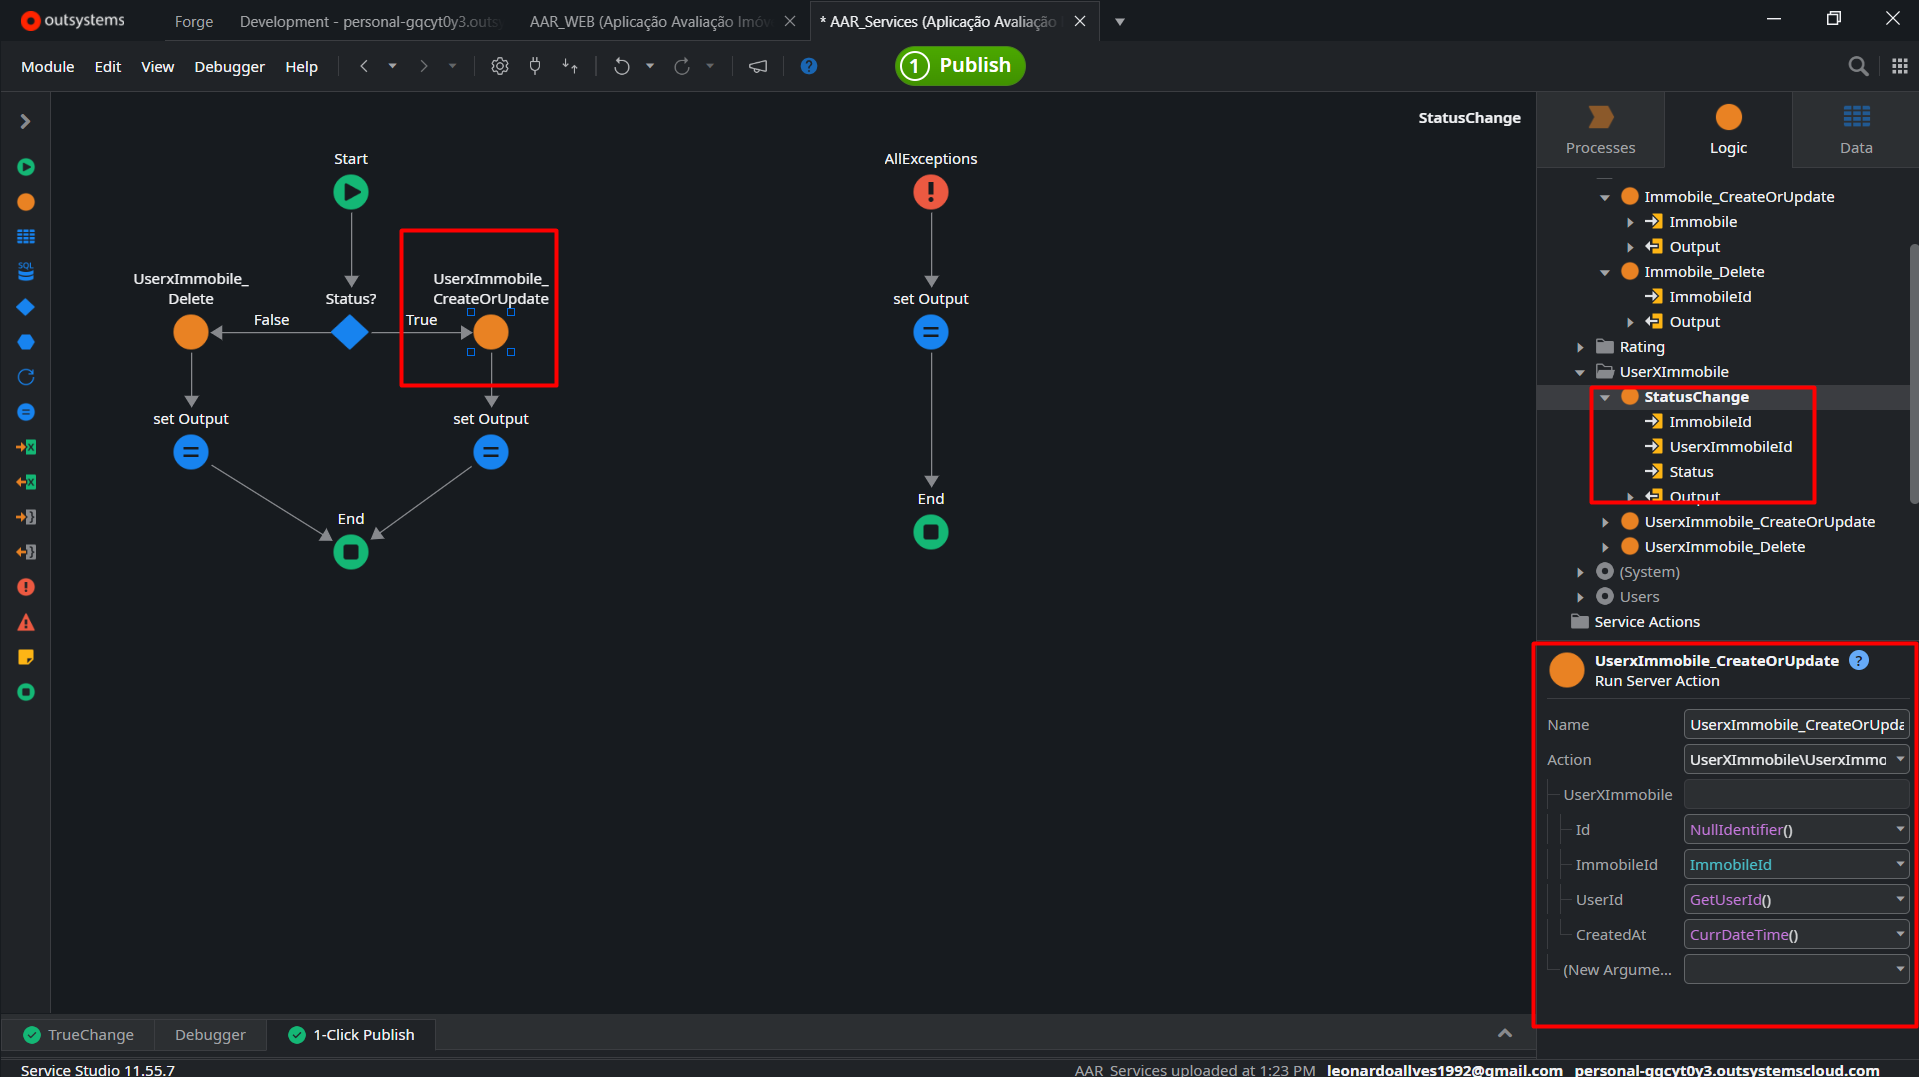 outsystems
Forge
Development - personal-gqcyt0y3.outs
AAR_WEB (Aplicação Avaliação Imóv
* AAR_Services (Aplicação Avaliação
Module
Edit
View
Debugger
Help
1
Publish
StatusChange
Start
AllExceptions
UserxImmobile_
Delete
Status?
UserxImmobile_
CreateOrUpdate
False
True
set Output
set Output
set Output
End
End
SQL
Processes
Logic
Data
Immobile_CreateOrUpdate
Immobile
Output
Immobile_Delete
ImmobileId
Output
Rating
UserXImmobile
StatusChange
ImmobileId
UserxImmobileId
Status
Output
UserxImmobile_CreateOrUpdate
UserxImmobile_Delete
(System)
Users
Service Actions
UserxImmobile_CreateOrUpdate
Run Server Action
Name
UserxImmobile_CreateOrUpda
Action
UserXImmobile\UserxImmo
UserXImmobile
Id
NullIdentifier()
ImmobileId
ImmobileId
UserId
GetUserId()
CreatedAt
CurrDateTime()
(New Argume...
TrueChange
Debugger
1-Click Publish
Service Studio 11.55.7
AAR_Services uploaded at 1:23 PM
leonardoallves1992@gmail.com
personal-gqcyt0y3.outsystemscloud.com